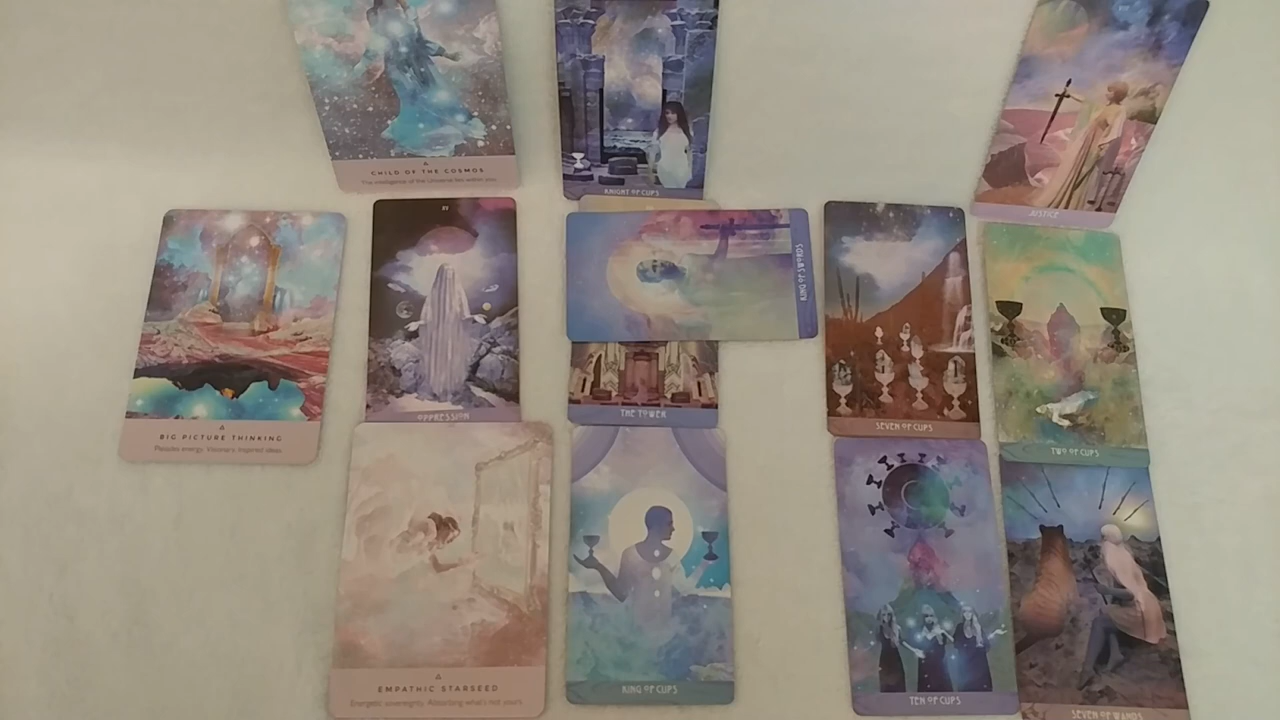 CHILD OF THE COSMOS
The intelligence of the Universe lies within you.
KNIGHT OF CUPS
JUSTICE
BIG PICTURE THINKING
Pleiades energy. Visionary. Inspired ideas.
XV
OPPRESSION
KING OF SWORDS
THE TOWER
SEVEN OF CUPS
TWO OF CUPS
EMPATHIC STARSEED
Energetic sovereignty. Absorbing what's not yours.
KING OF CUPS
TEN OF CUPS
SEVEN OF WANDS